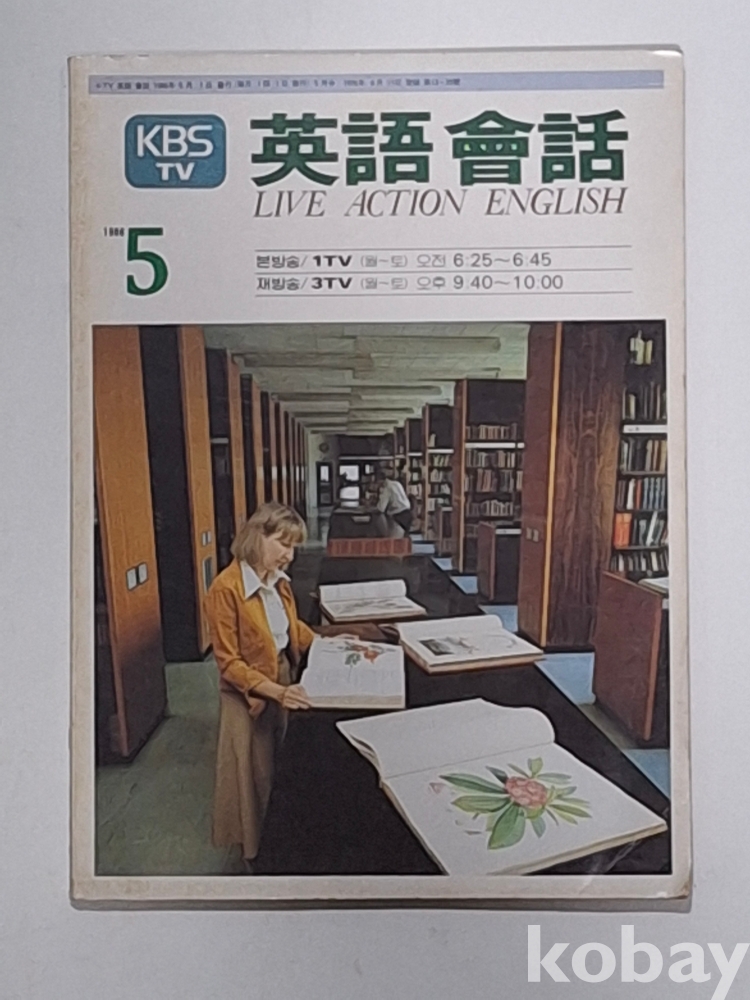 KBS
TV
英語 會話
LIVE ACTION ENGLISH
1986
5
본방송/1TV (월~토) 오전 6:25~6:45
재방송/3TV (월~토) 오후 9:40~10:00
kobay